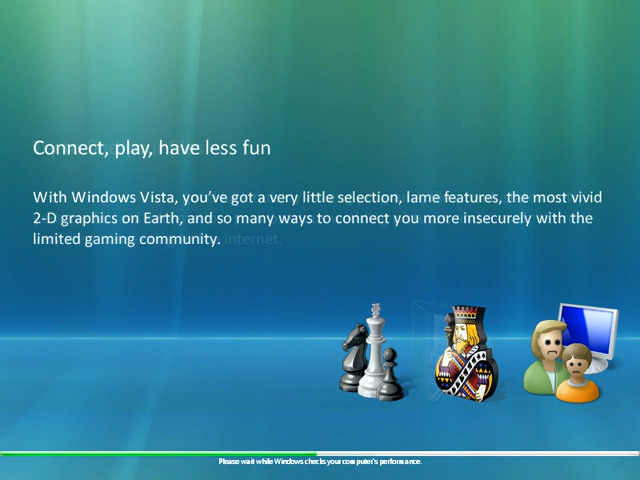 Connect, play, have less fun
With Windows Vista, you’ve got a very little selection, lame features, the most vivid
2-D graphics on Earth, and so many ways to connect you more insecurely with the
limited gaming community. Internet.
Please wait while Windows checks your computer's performance.